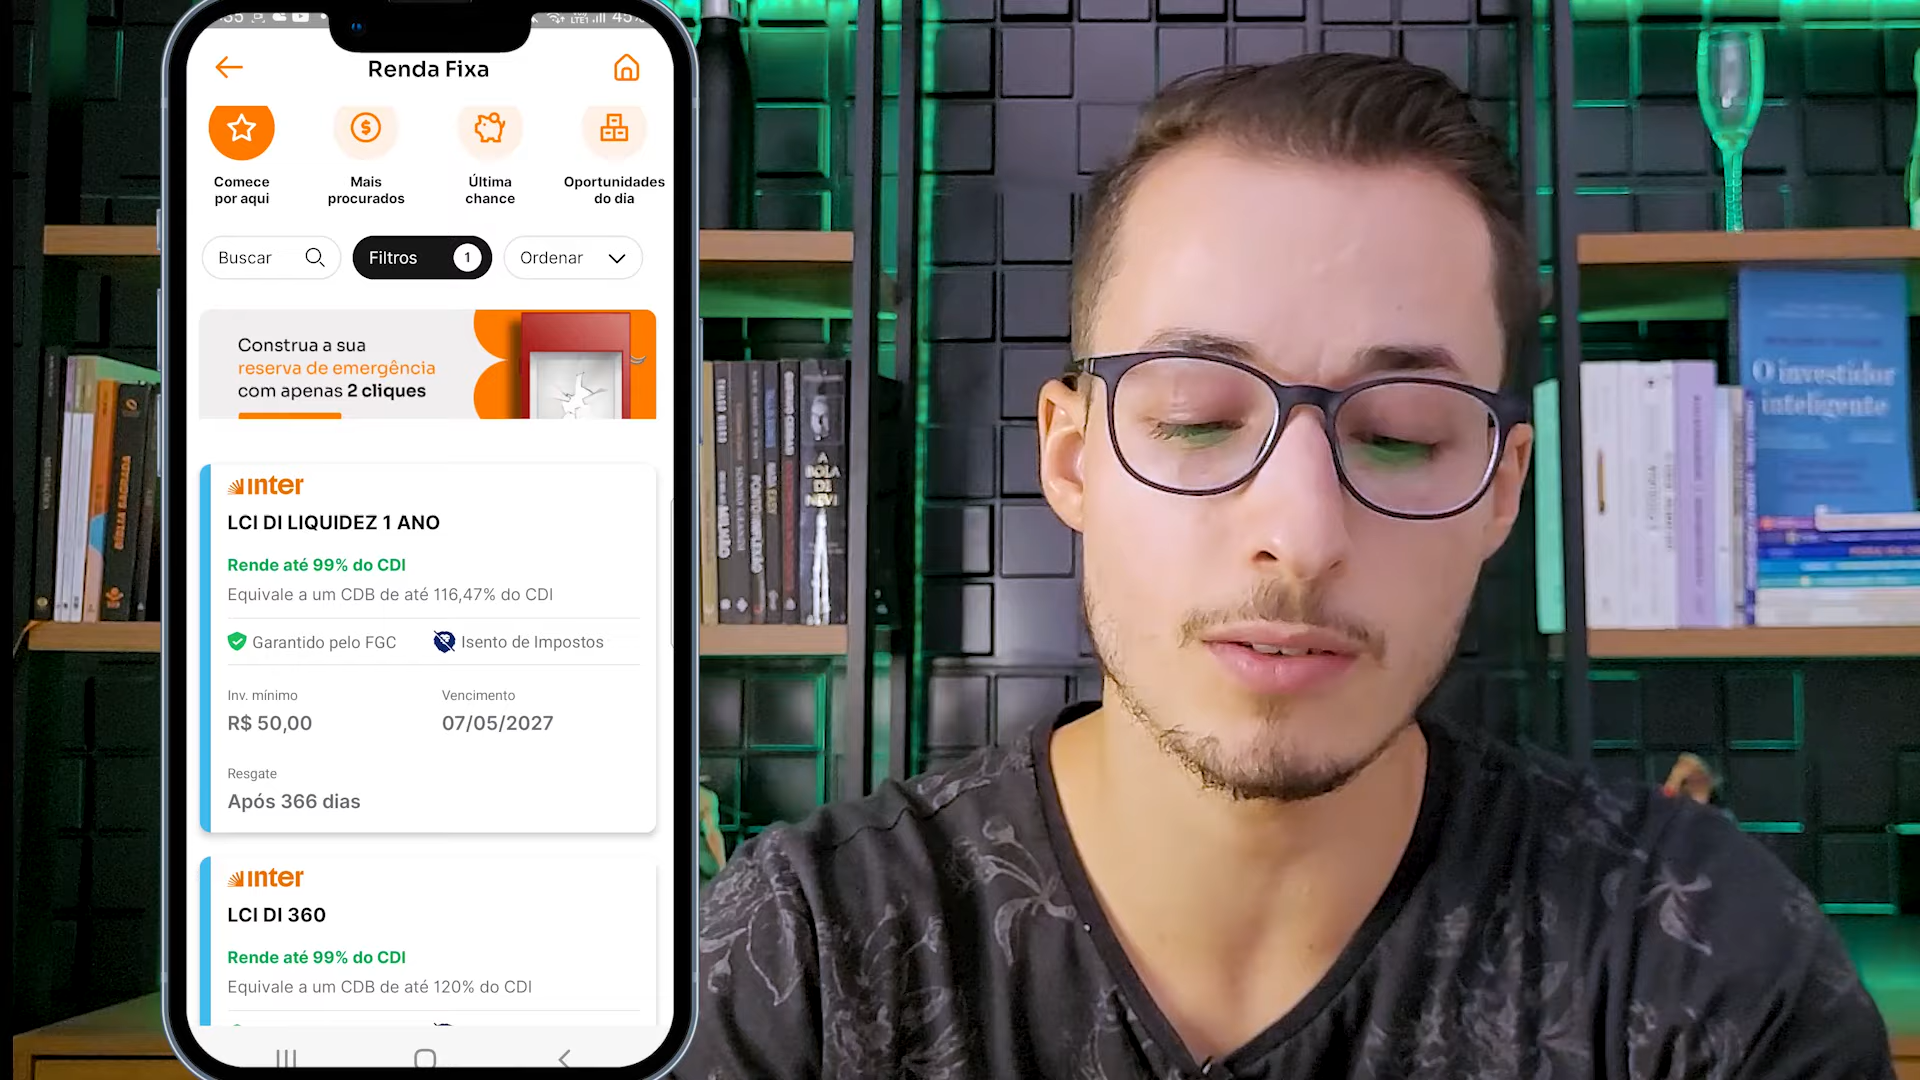 Renda Fixa
Comece
por aqui
Mais
procurados
Última
chance
Oportunidades
do dia
Buscar
Filtros
1
Ordenar
Construa a sua
reserva de emergência
com apenas 2 cliques
inter
LCI DI LIQUIDEZ 1 ANO
Rende até 99% do CDI
Equivale a um CDB de até 116,47% do CDI
Garantido pelo FGC
Isento de Impostos
Inv. mínimo
R$ 50,00
Vencimento
07/05/2027
Resgate
Após 366 dias
inter
LCI DI 360
Rende até 99% do CDI
Equivale a um CDB de até 120% do CDI
A
BOLA
DE
NEVE
O investidor
inteligente